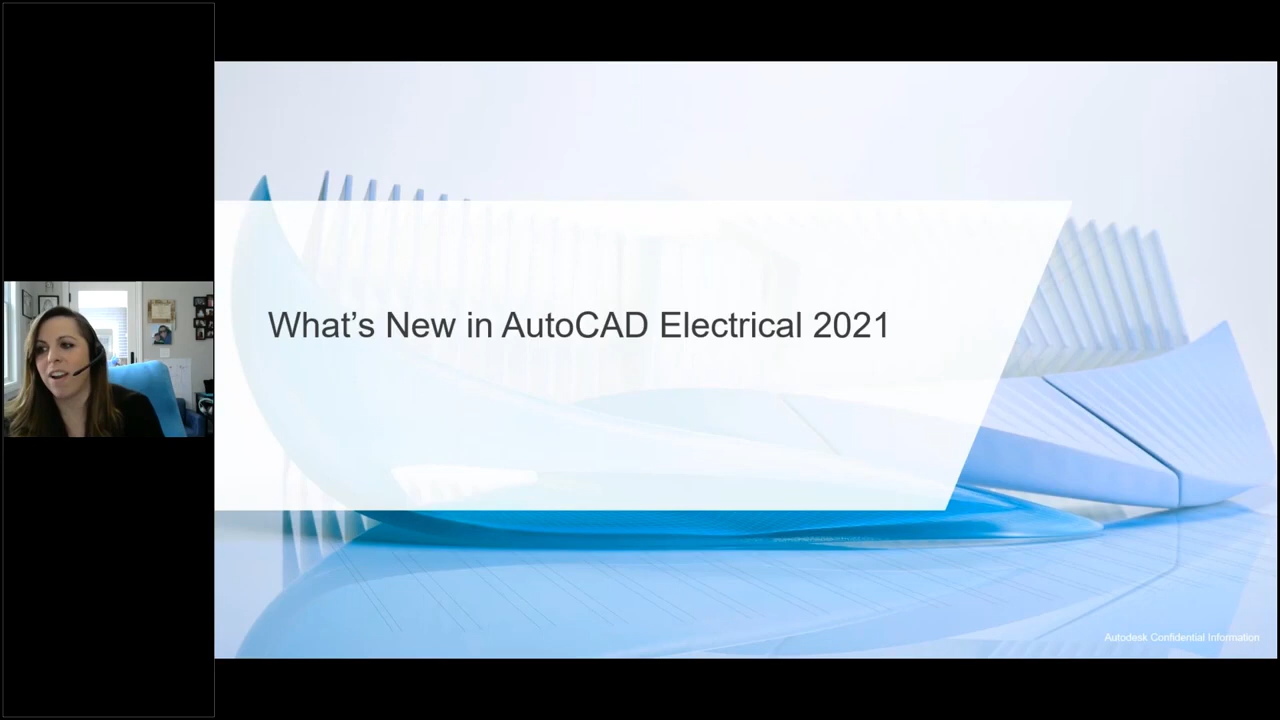 What’s New in AutoCAD Electrical 2021
Autodesk Confidential Information